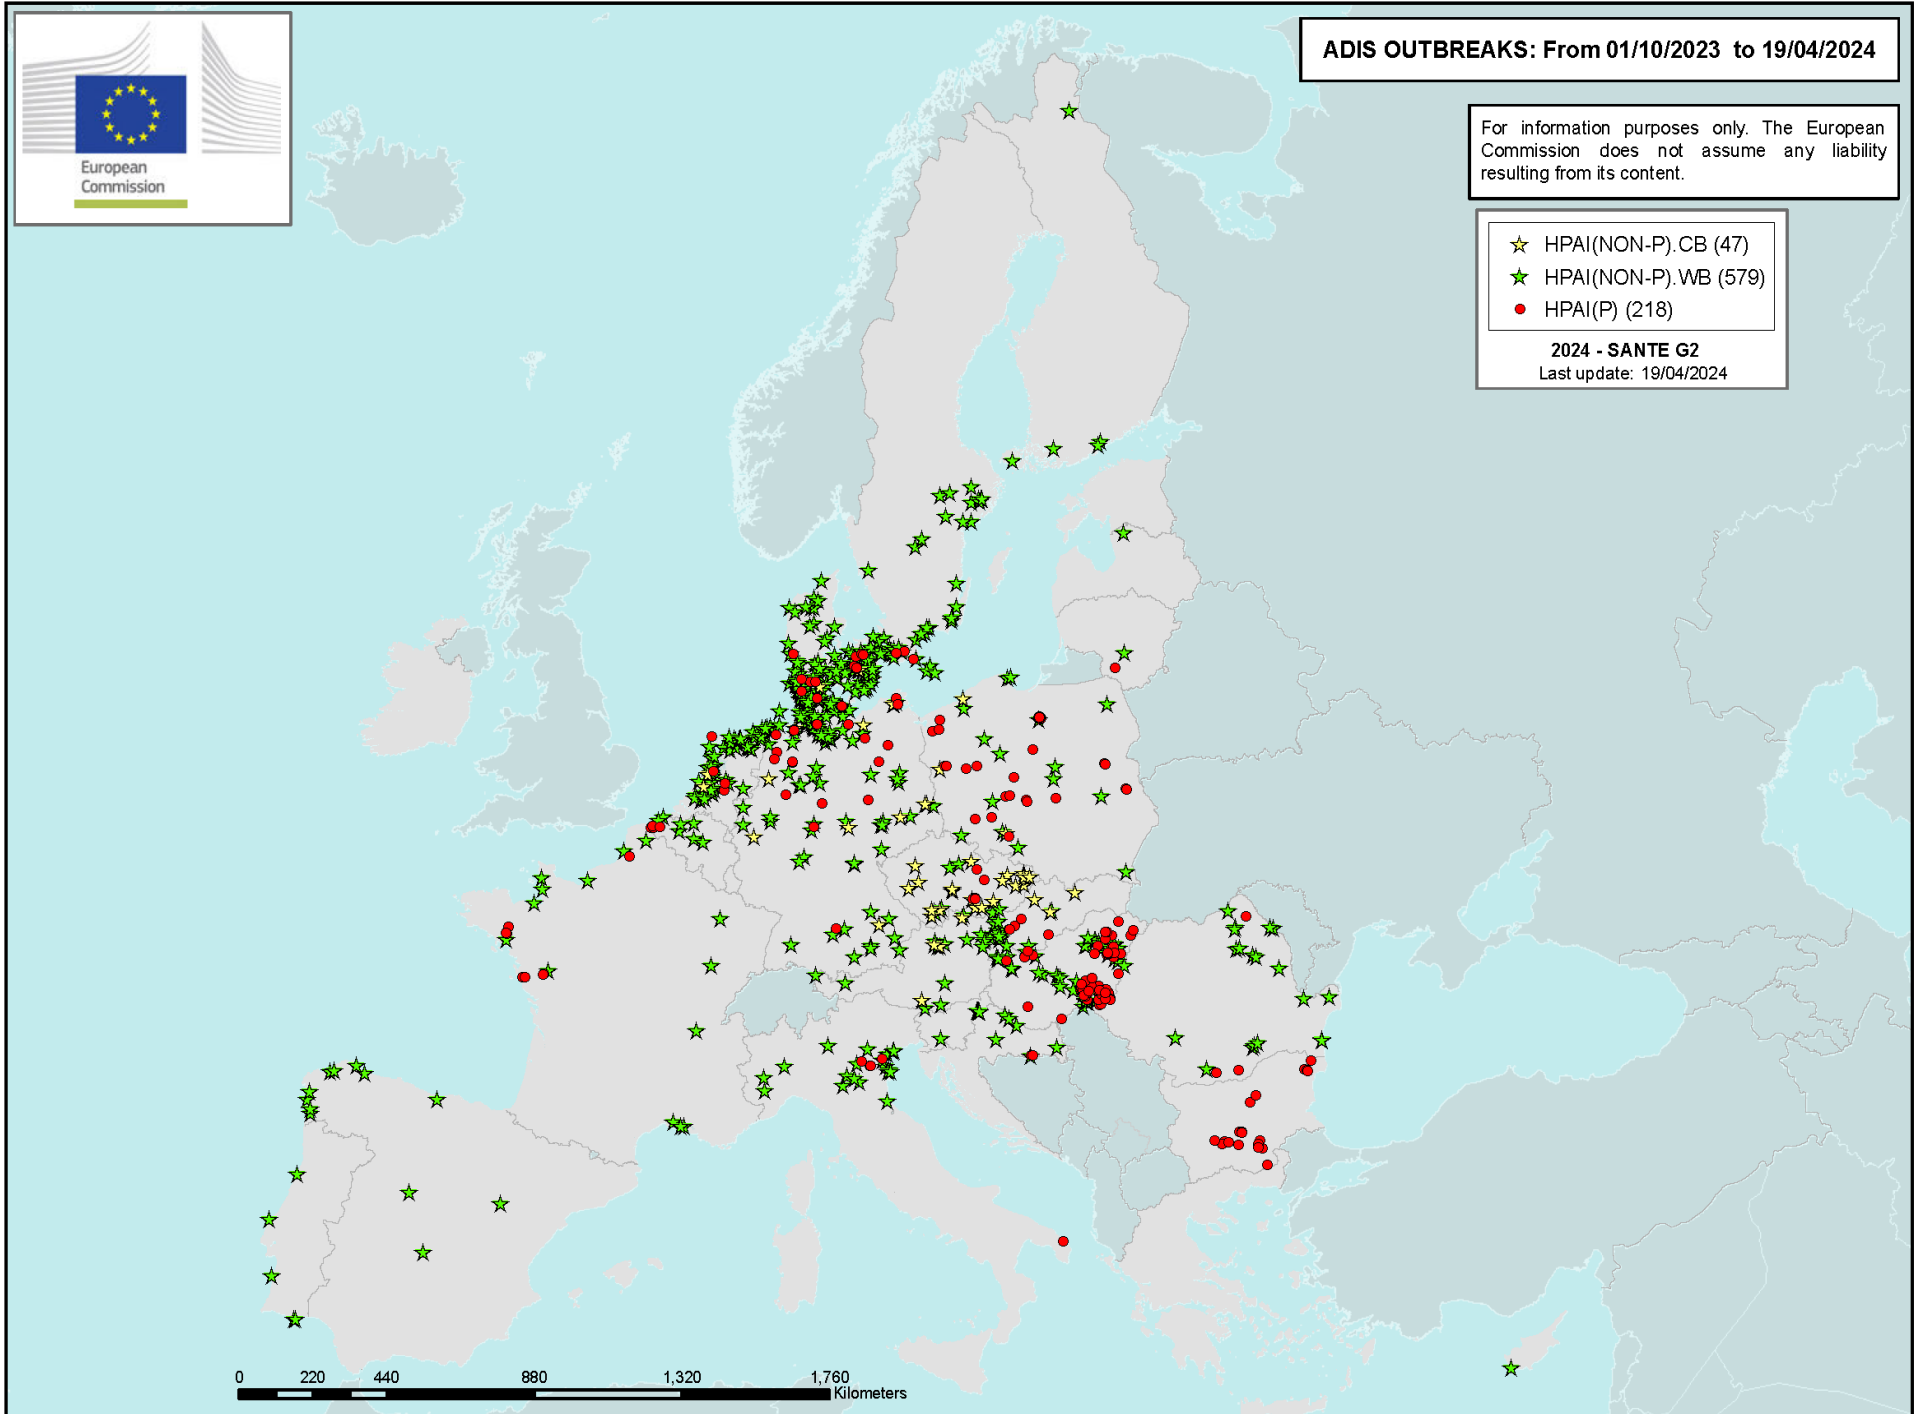 European
Commission
ADIS OUTBREAKS: From 01/10/2023 to 19/04/2024
For information purposes only. The European
Commission does not assume any liability
resulting from its content.
HPAI(NON-P).CB (47)
HPAI(NON-P).WB (579)
HPAI(P) (218)
2024 - SANTE G2
Last update: 19/04/2024
0 220 440 880 1,320 1,760
Kilometers